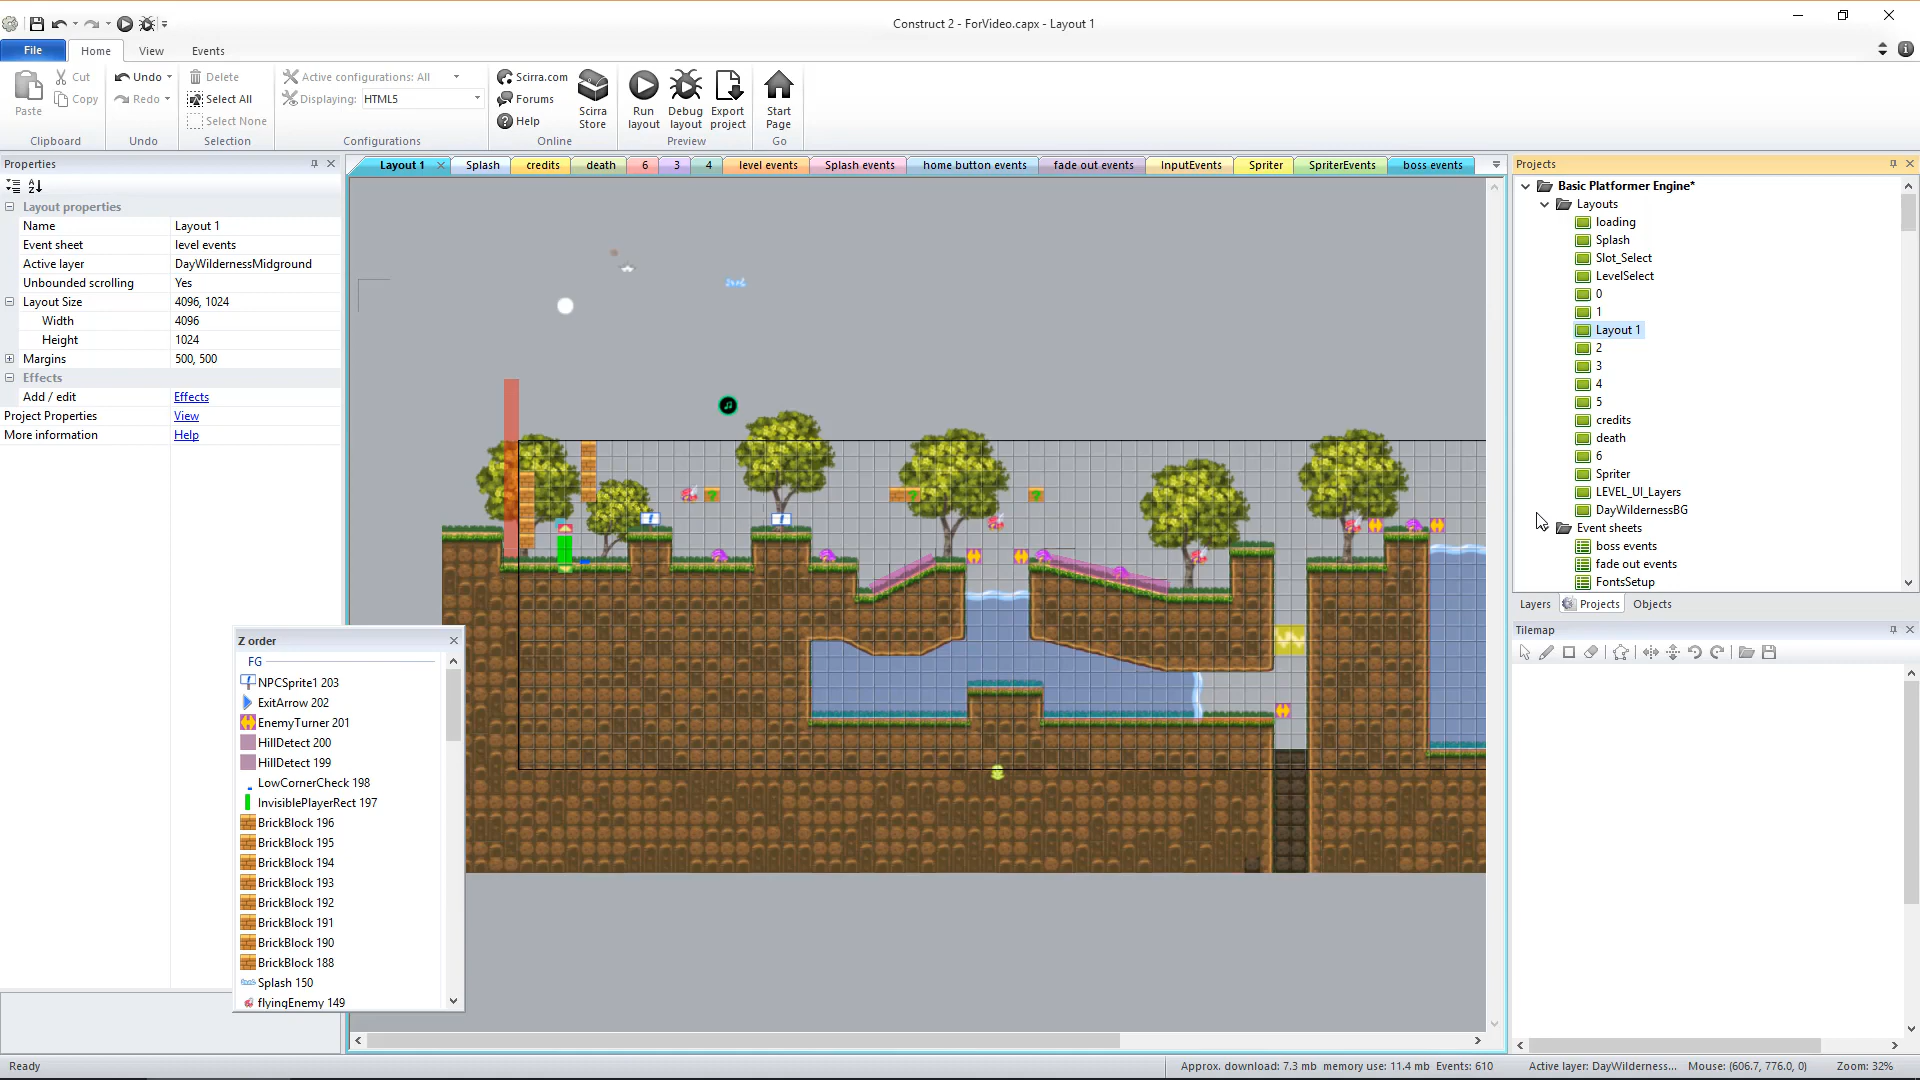 Construct 2 - ForVideo.capx - Layout 1
File Home View Events
Paste Cut Copy
Clipboard
Undo
Redo
Undo
Delete
Select All
Select None
Selection
Active configurations: All
Displaying: HTML5
Configurations
Scirra.com
Forums
Help
Scirra Store
Online
Run layout
Debug layout
Export project
Preview
Start Page
Go
Properties
Layout properties
Name Layout 1
Event sheet level events
Active layer DayWildernessMidground
Unbounded scrolling Yes
Layout Size 4096, 1024
Width 4096
Height 1024
Margins 500, 500
Effects
Add / edit Effects
Project Properties View
More information Help
Layout 1 Splash credits death 6 3 4 level events Splash events home button events fade out events InputEvents Spriter SpriterEvents boss events
Z order
FG
NPCSprite1 203
ExitArrow 202
EnemyTurner 201
HillDetect 200
HillDetect 199
LowCornerCheck 198
InvisiblePlayerRect 197
BrickBlock 196
BrickBlock 195
BrickBlock 194
BrickBlock 193
BrickBlock 192
BrickBlock 191
BrickBlock 190
BrickBlock 188
Splash 150
flyingEnemy 149
Projects
Basic Platformer Engine*
Layouts
loading
Splash
Slot_Select
LevelSelect
0
1
Layout 1
2
3
4
5
credits
death
6
Spriter
LEVEL_UI_Layers
DayWildernessBG
Event sheets
boss events
fade out events
FontsSetup
Layers Projects Objects
Tilemap
Ready
Approx. download: 7.3 mb memory use: 11.4 mb Events: 610 Active layer: DayWilderness... Mouse: (606.7, 776.0, 0) Zoom: 32%